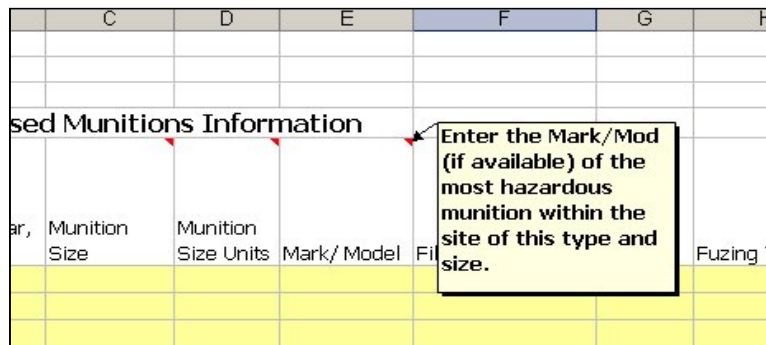 C D E F G
sed Munitions Information
Enter the Mark/Mod
(if available) of the
most hazardous
munition within the
site of this type and
size.
Munition
Size
Munition
Size Units
Mark/ Model
Fuzing